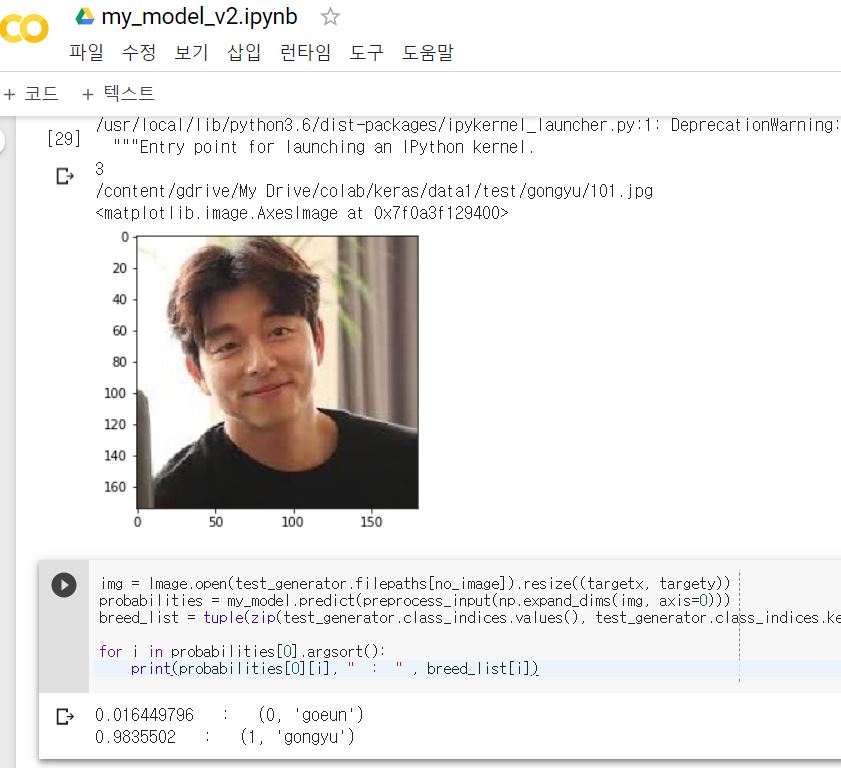 CO my_model_v2.ipynb
파일 수정 보기 삽입 런타임 도구 도움말
+ 코드 + 텍스트
/usr/local/lib/python3.6/dist-packages/ipykernel_launcher.py:1: DeprecationWarning:
[29] """Entry point for launching an IPython kernel.
3
/content/gdrive/My Drive/colab/keras/data1/test/gongyu/101.jpg
<matplotlib.image.AxesImage at 0x7f0a3f129400>
0
20
40
60
80
100
120
140
160
0 50 100 150
img = Image.open(test_generator.filepaths[no_image]).resize((targetx, targety))
probabilities = my_model.predict(preprocess_input(np.expand_dims(img, axis=0)))
breed_list = tuple(zip(test_generator.class_indices.values(), test_generator.class_indices.ke
for i in probabilities[0].argsort():
print(probabilities[0][i], " : " , breed_list[i])
0.016449796 : (0, 'goeun')
0.9835502 : (1, 'gongyu')